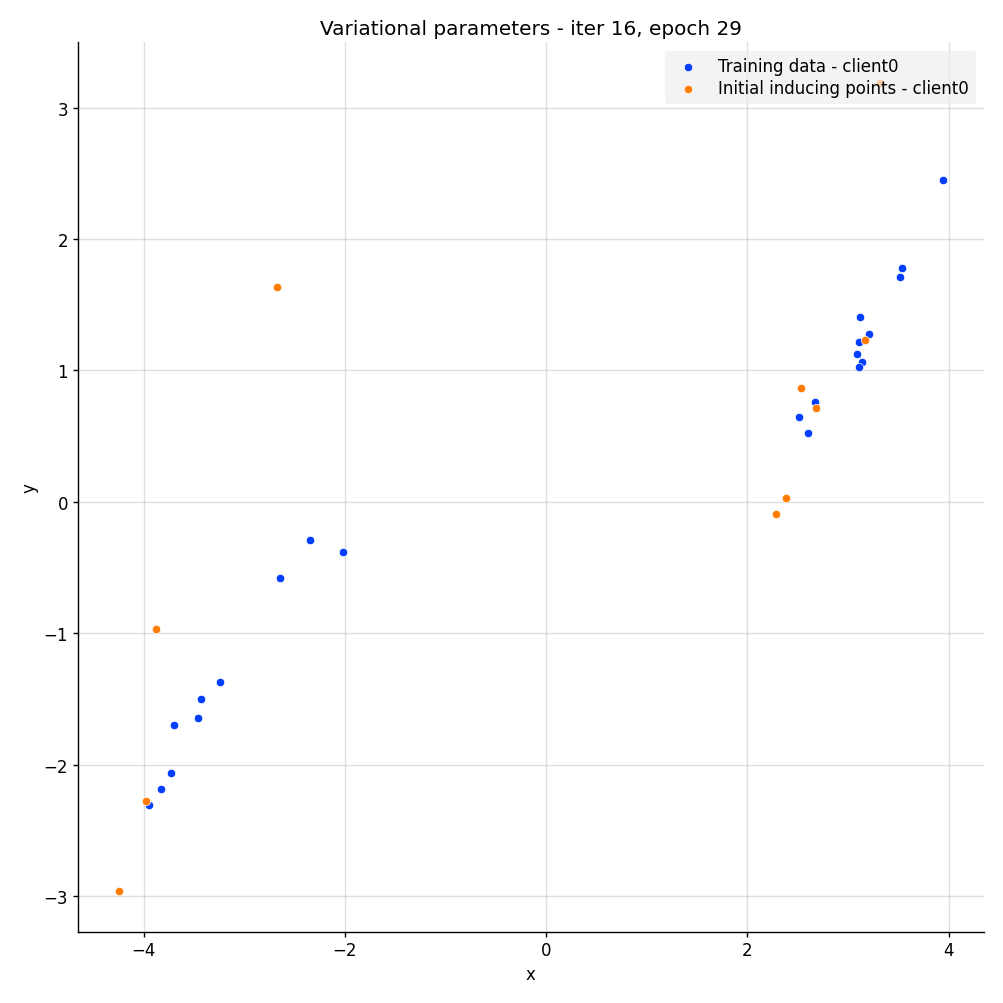 Variational parameters - iter 16, epoch 29
Training data - client0
Initial inducing points - client0
3
2
1
0
−1
−2
−3
y
−4
−2
0
2
4
x